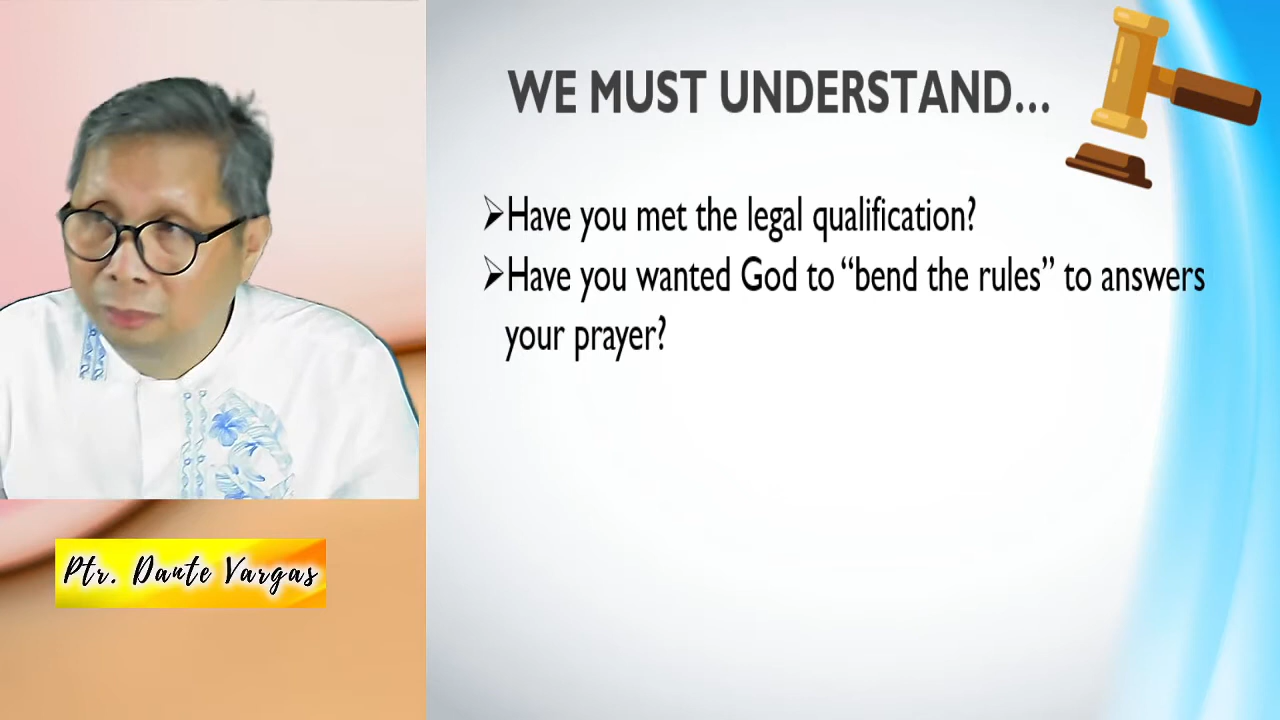 WE MUST UNDERSTAND...
➢Have you met the legal qualification?
➢Have you wanted God to “bend the rules” to answers
your prayer?
Ptr. Dante Vargas